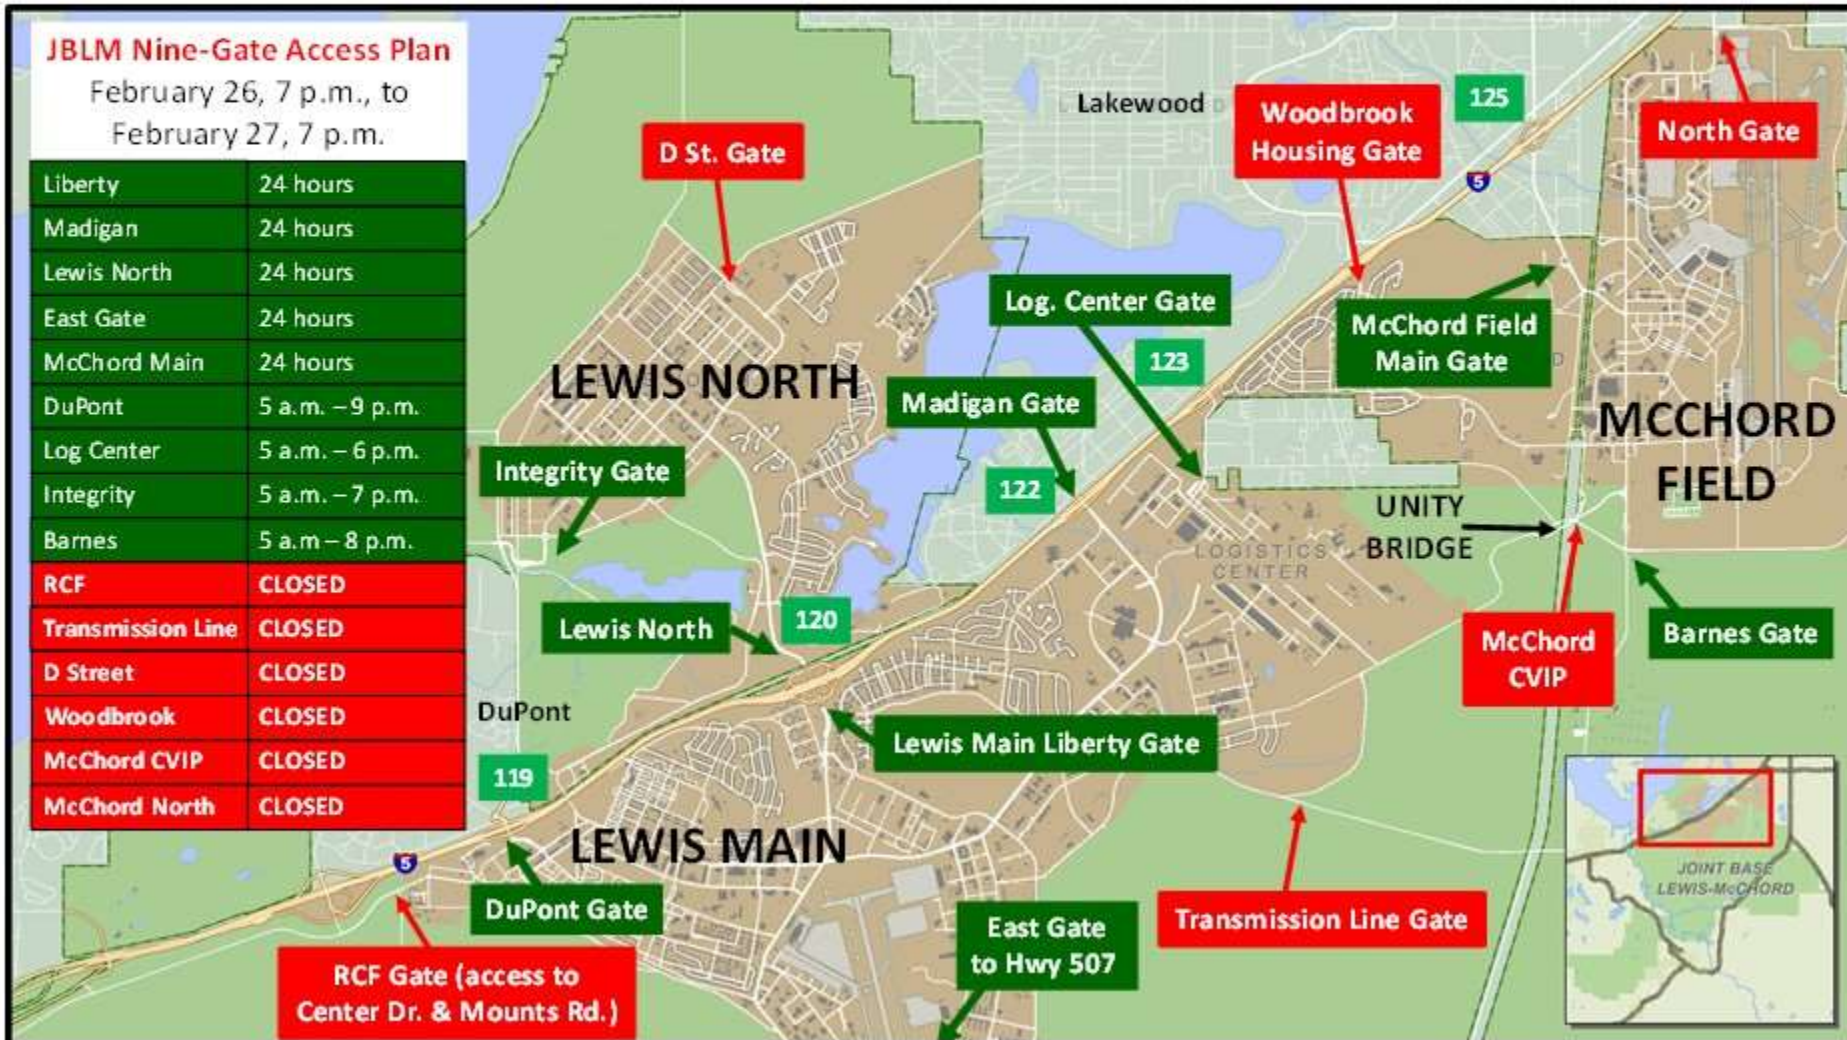 JBLM Nine-Gate Access Plan
February 26, 7 p.m., to
February 27, 7 p.m.
Liberty 24 hours
Madigan 24 hours
Lewis North 24 hours
East Gate 24 hours
McChord Main 24 hours
DuPont 5 a.m. – 9 p.m.
Log Center 5 a.m. – 6 p.m.
Integrity 5 a.m. – 7 p.m.
Barnes 5 a.m – 8 p.m.
RCF CLOSED
Transmission Line CLOSED
D Street CLOSED
Woodbrook CLOSED
McChord CVIP CLOSED
McChord North CLOSED
D St. Gate
Lakewood
Woodbrook
Housing Gate
125
North Gate
5
Log. Center Gate
McChord Field
Main Gate
123
LEWIS NORTH
Madigan Gate
MCCHORD
FIELD
Integrity Gate
122
UNITY
BRIDGE
LOGISTICS
CENTER
Lewis North
120
McChord
CVIP
Barnes Gate
DuPont
Lewis Main Liberty Gate
119
LEWIS MAIN
5
DuPont Gate
Transmission Line Gate
East Gate
to Hwy 507
RCF Gate (access to
Center Dr. & Mounts Rd.)
JOINT BASE
LEWIS-McCHORD